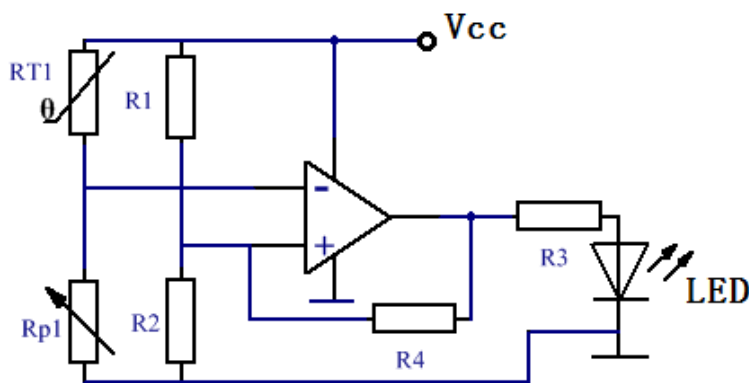 Vcc
RT1
θ
R1
-
+
R3
LED
Rp1
R2
R4